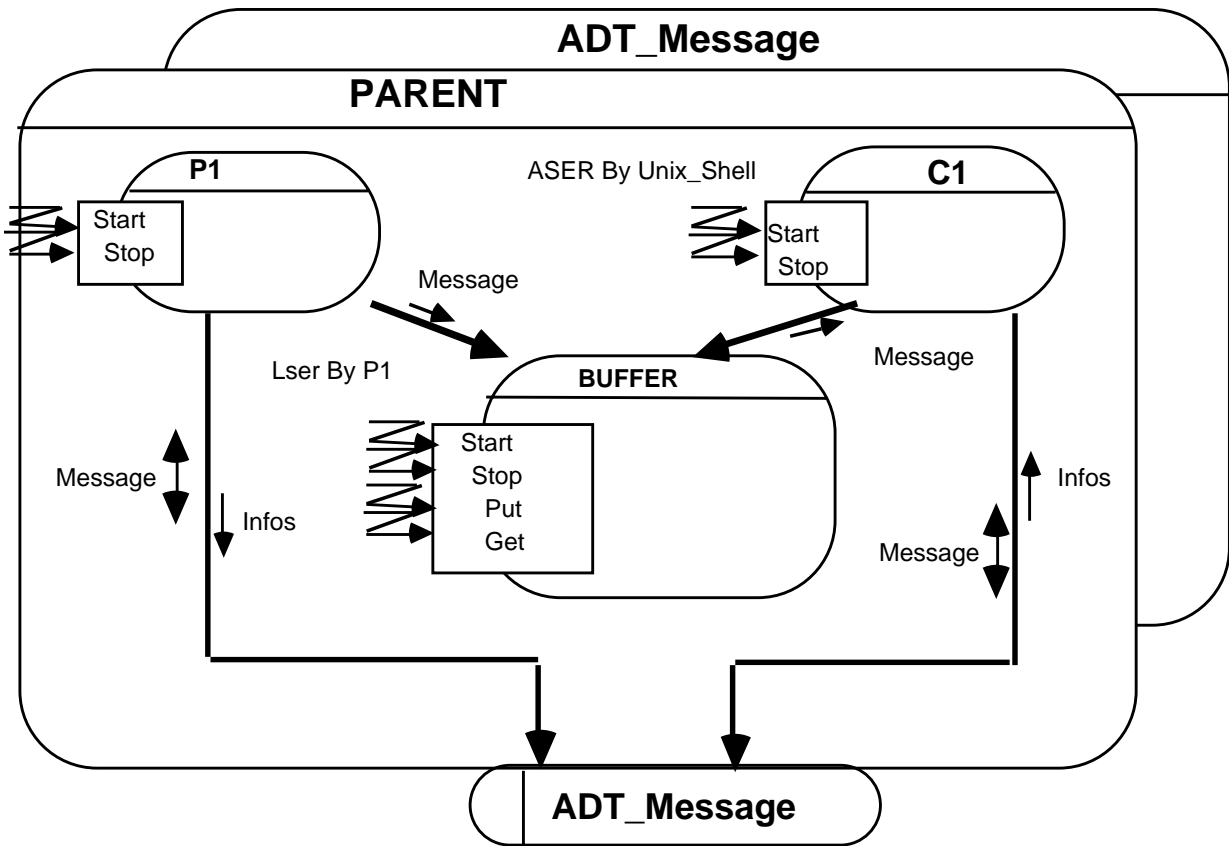 ADT_Message
PARENT
P1
ASER By Unix_Shell
C1
Start
Stop
Start
Stop
Message
Message
Lser By P1
BUFFER
Start
Stop
Put
Get
Message
Infos
Infos
Message
ADT_Message